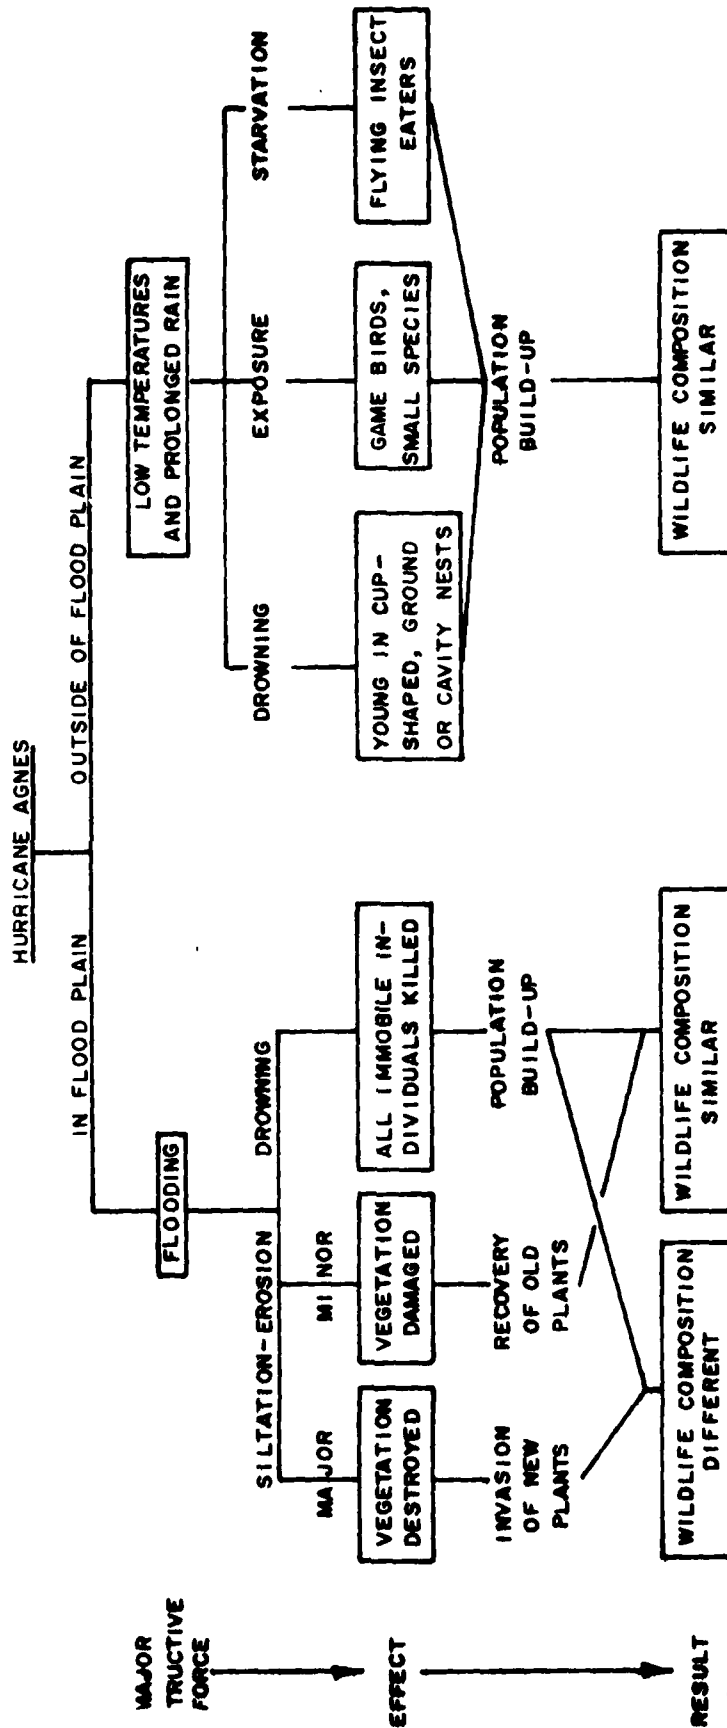 HURRICANE AGNES
IN FLOOD PLAIN
OUTSIDE OF FLOOD PLAIN
MAJOR
TRUCTIVE
FORCE
FLOODING
LOW TEMPERATURES
AND PROLONGED RAIN
SILTATION-EROSION
DROWNING
MAJOR
MINOR
DROWNING
EXPOSURE
STARVATION
EFFECT
VEGETATION
DESTROYED
VEGETATION
DAMAGED
ALL IMMOBILE IN-
DIVIDUALS KILLED
YOUNG IN CUP-
SHAPED, GROUND
OR CAVITY NESTS
GAME BIRDS,
SMALL SPECIES
FLYING INSECT
EATERS
INVASION
OF NEW
PLANTS
RECOVERY
OF OLD
PLANTS
POPULATION
BUILD-UP
POPULATION
BUILD-UP
RESULT
WILDLIFE COMPOSITION
DIFFERENT
WILDLIFE COMPOSITION
SIMILAR
WILDLIFE COMPOSITION
SIMILAR